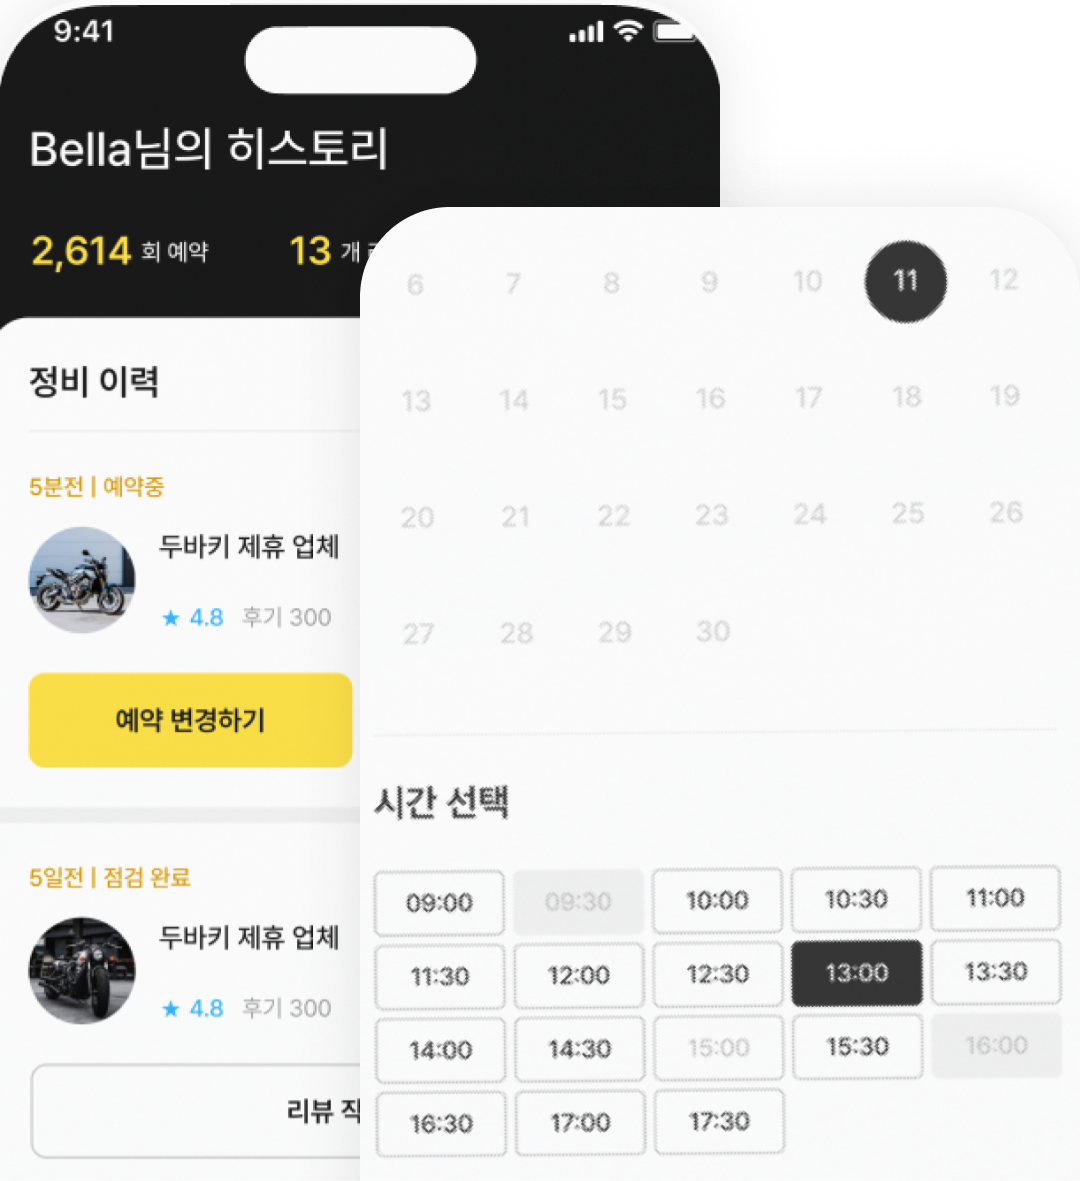 9:41
Bella님의 히스토리
2,614 회 예약 13 개
정비 이력
5분전 | 예약중
두바키 제휴 업체
★ 4.8 후기 300
예약 변경하기
5일전 | 점검 완료
두바키 제휴 업체
★ 4.8 후기 300
리뷰
6 7 8 9 10 11 12
13 14 15 16 17 18 19
20 21 22 23 24 25 26
27 28 29 30
시간 선택
09:00 09:30 10:00 10:30 11:00
11:30 12:00 12:30 13:00 13:30
14:00 14:30 15:00 15:30 16:00
16:30 17:00 17:30